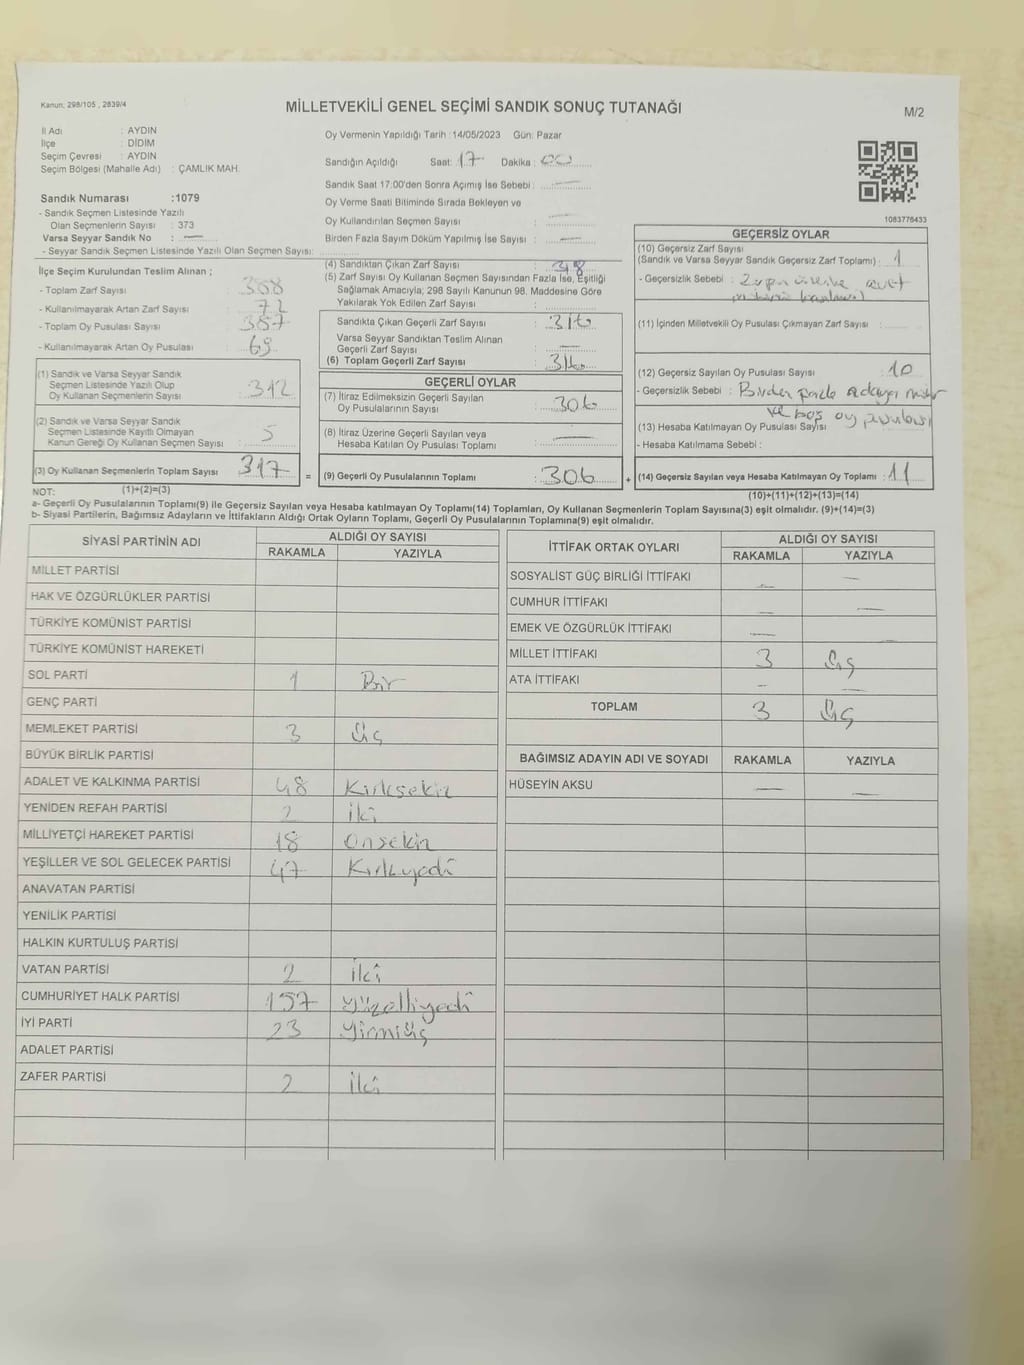 Kanun: 298/105 , 2839/4
MİLLETVEKİLİ GENEL SEÇİMİ SANDIK SONUÇ TUTANAĞI
M/2
İl Adı : AYDIN
İlçe : DİDİM
Seçim Çevresi : AYDIN
Seçim Bölgesi (Mahalle Adı) : ÇAMLIK MAH.
Oy Vermenin Yapıldığı Tarih : 14/05/2023 Gün: Pazar
Sandığın Açıldığı Saat: 17 Dakika : 00
Sandık Saat 17:00'den Sonra Açımış İse Sebebi : —
Oy Verme Saati Bitiminde Sırada Bekleyen ve
Oy Kullandırılan Seçmen Sayısı : —
Birden Fazla Sayım Döküm Yapılmış İse Sayısı : —
1083776433
Sandık Numarası :1079
- Sandık Seçmen Listesinde Yazılı
Olan Seçmenlerin Sayısı : 373
Varsa Seyyar Sandık No : —
- Seyyar Sandık Seçmen Listesinde Yazılı Olan Seçmen Sayısı:
İlçe Seçim Kurulundan Teslim Alınan ;
- Toplam Zarf Sayısı :
- Kullanılmayarak Artan Zarf Sayısı : 72
- Toplam Oy Pusulası Sayısı :
- Kullanılmayarak Artan Oy Pusulası : 69
(1) Sandık ve Varsa Seyyar Sandık
Seçmen Listesinde Yazılı Olup
Oy Kullanan Seçmenlerin Sayısı : 312
(2) Sandık ve Varsa Seyyar Sandık
Seçmen Listesinde Kayıtlı Olmayan
Kanun Gereği Oy Kullanan Seçmen Sayısı : 5
(3) Oy Kullanan Seçmenlerin Toplam Sayısı 317 =
(4) Sandıktan Çıkan Zarf Sayısı : 318
(5) Zarf Sayısı Oy Kullanan Seçmen Sayısından Fazla İse, Eşitliği
Sağlamak Amacıyla; 298 Sayılı Kanunun 98. Maddesine Göre
Yakılarak Yok Edilen Zarf Sayısı :
Sandıkta Çıkan Geçerli Zarf Sayısı : 316
Varsa Seyyar Sandıktan Teslim Alınan
Geçerli Zarf Sayısı : —
(6) Toplam Geçerli Zarf Sayısı : 316
GEÇERLİ OYLAR
(7) İtiraz Edilmeksizin Geçerli Sayılan
Oy Pusulalarının Sayısı : 306
(8) İtiraz Üzerine Geçerli Sayılan veya
Hesaba Katılan Oy Pusulası Toplamı : —
(9) Geçerli Oy Pusulalarının Toplamı : 306 +
GEÇERSİZ OYLAR
(10) Geçersiz Zarf Sayısı
(Sandık ve Varsa Seyyar Sandık Geçersiz Zarf Toplamı) : 1
- Geçersizlik Sebebi : Zarfın üzerine evet
mührü
(11) İçinden Milletvekili Oy Pusulası Çıkmayan Zarf Sayısı :
(12) Geçersiz Sayılan Oy Pusulası Sayısı : 10
- Geçersizlik Sebebi : Birden fazla adaya mühür
ve boş oy pusulası
(13) Hesaba Katılmayan Oy Pusulası Sayısı :
- Hesaba Katılmama Sebebi :
(14) Geçersiz Sayılan veya Hesaba Katılmayan Oy Toplamı : 11
NOT: (1)+(2)=(3)
(10)+(11)+(12)+(13)=(14)
a- Geçerli Oy Pusulalarının Toplamı(9) ile Geçersiz Sayılan veya Hesaba katılmayan Oy Toplamı(14) Toplamları, Oy Kullanan Seçmenlerin Toplam Sayısına(3) eşit olmalıdır. (9)+(14)=(3)
b- Siyasi Partilerin, Bağımsız Adayların ve İttifakların Aldığı Ortak Oyların Toplamı, Geçerli Oy Pusulalarının Toplamına(9) eşit olmalıdır.
SİYASİ PARTİNİN ADI ALDIĞI OY SAYISI
RAKAMLA YAZIYLA
MİLLET PARTİSİ
HAK VE ÖZGÜRLÜKLER PARTİSİ
TÜRKİYE KOMÜNİST PARTİSİ
TÜRKİYE KOMÜNİST HAREKETİ
SOL PARTİ 1 Bir
GENÇ PARTİ
MEMLEKET PARTİSİ 3 Üç
BÜYÜK BİRLİK PARTİSİ
ADALET VE KALKINMA PARTİSİ 48 Kırksekiz
YENİDEN REFAH PARTİSİ 2 İki
MİLLİYETÇİ HAREKET PARTİSİ 18 Onsekiz
YEŞİLLER VE SOL GELECEK PARTİSİ 47 Kırkyedi
ANAVATAN PARTİSİ
YENİLİK PARTİSİ
HALKIN KURTULUŞ PARTİSİ
VATAN PARTİSİ 2 İki
CUMHURİYET HALK PARTİSİ 157 Yüzelliyedi
İYİ PARTİ 23 Yirmiüç
ADALET PARTİSİ
ZAFER PARTİSİ 2 İki
İTTİFAK ORTAK OYLARI ALDIĞI OY SAYISI
RAKAMLA YAZIYLA
SOSYALİST GÜÇ BİRLİĞİ İTTİFAKI — —
CUMHUR İTTİFAKI — —
EMEK VE ÖZGÜRLÜK İTTİFAKI — —
MİLLET İTTİFAKI 3 Üç
ATA İTTİFAKI — —
TOPLAM 3 Üç
BAĞIMSIZ ADAYIN ADI VE SOYADI RAKAMLA YAZIYLA
HÜSEYİN AKSU — —